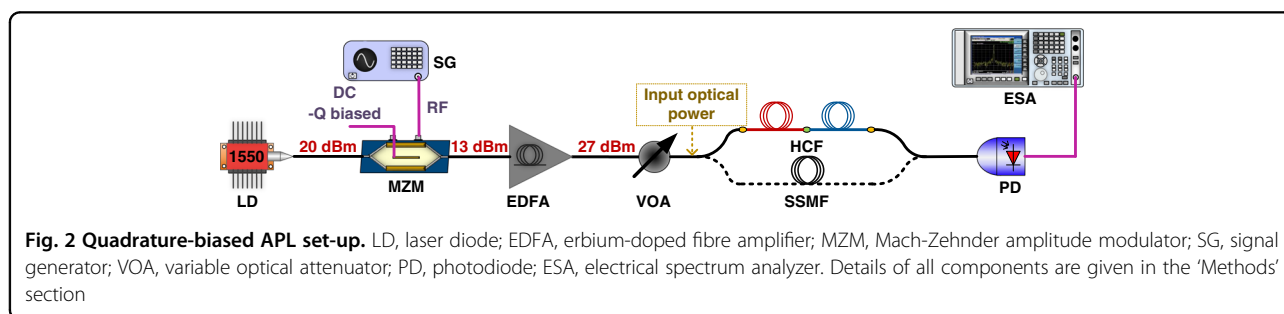 SG
DC
-Q biased
RF
Input optical
power
ESA
1550
20 dBm
13 dBm
27 dBm
HCF
LD
MZM
EDFA
VOA
SSMF
PD
Fig. 2 Quadrature-biased APL set-up. LD, laser diode; EDFA, erbium-doped fibre amplifier; MZM, Mach-Zehnder amplitude modulator; SG, signal
generator; VOA, variable optical attenuator; PD, photodiode; ESA, electrical spectrum analyzer. Details of all components are given in the ‘Methods’
section